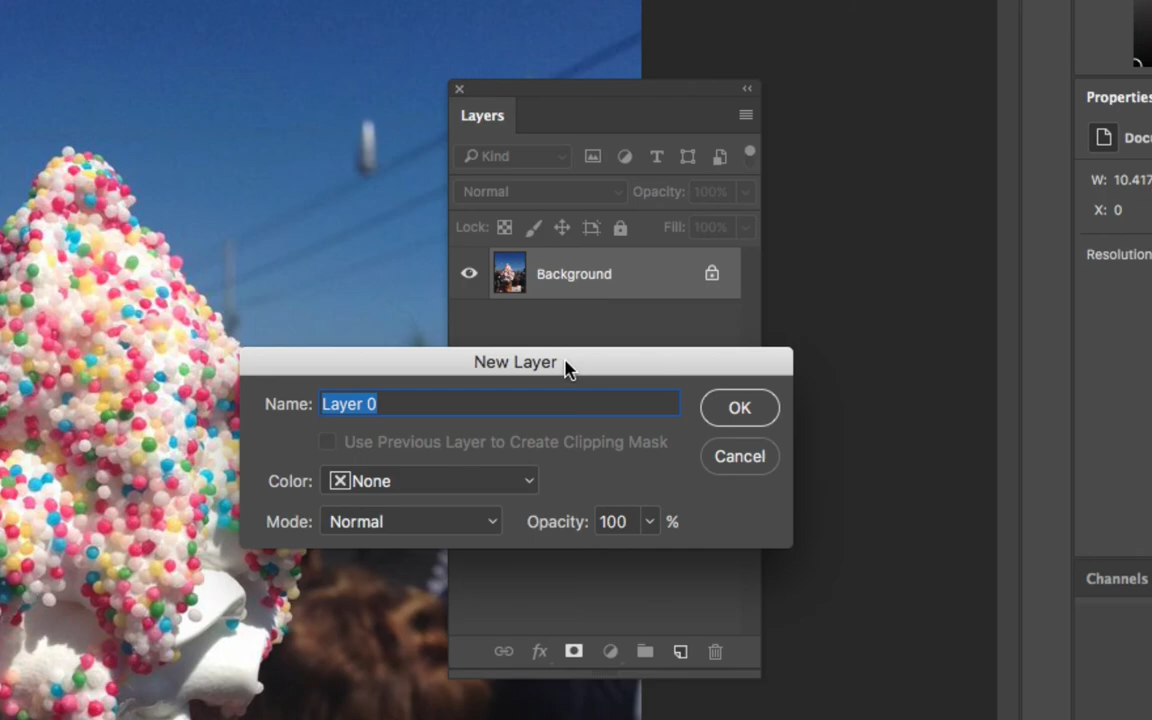 Layers
Kind
Normal Opacity: 100%
Lock: Fill: 100%
Background
New Layer
Name: Layer 0
OK
Use Previous Layer to Create Clipping Mask
Cancel
Color: None
Mode: Normal Opacity: 100 %
fx
Properties
Docu
W: 10.417
X: 0
Resolution
Channels